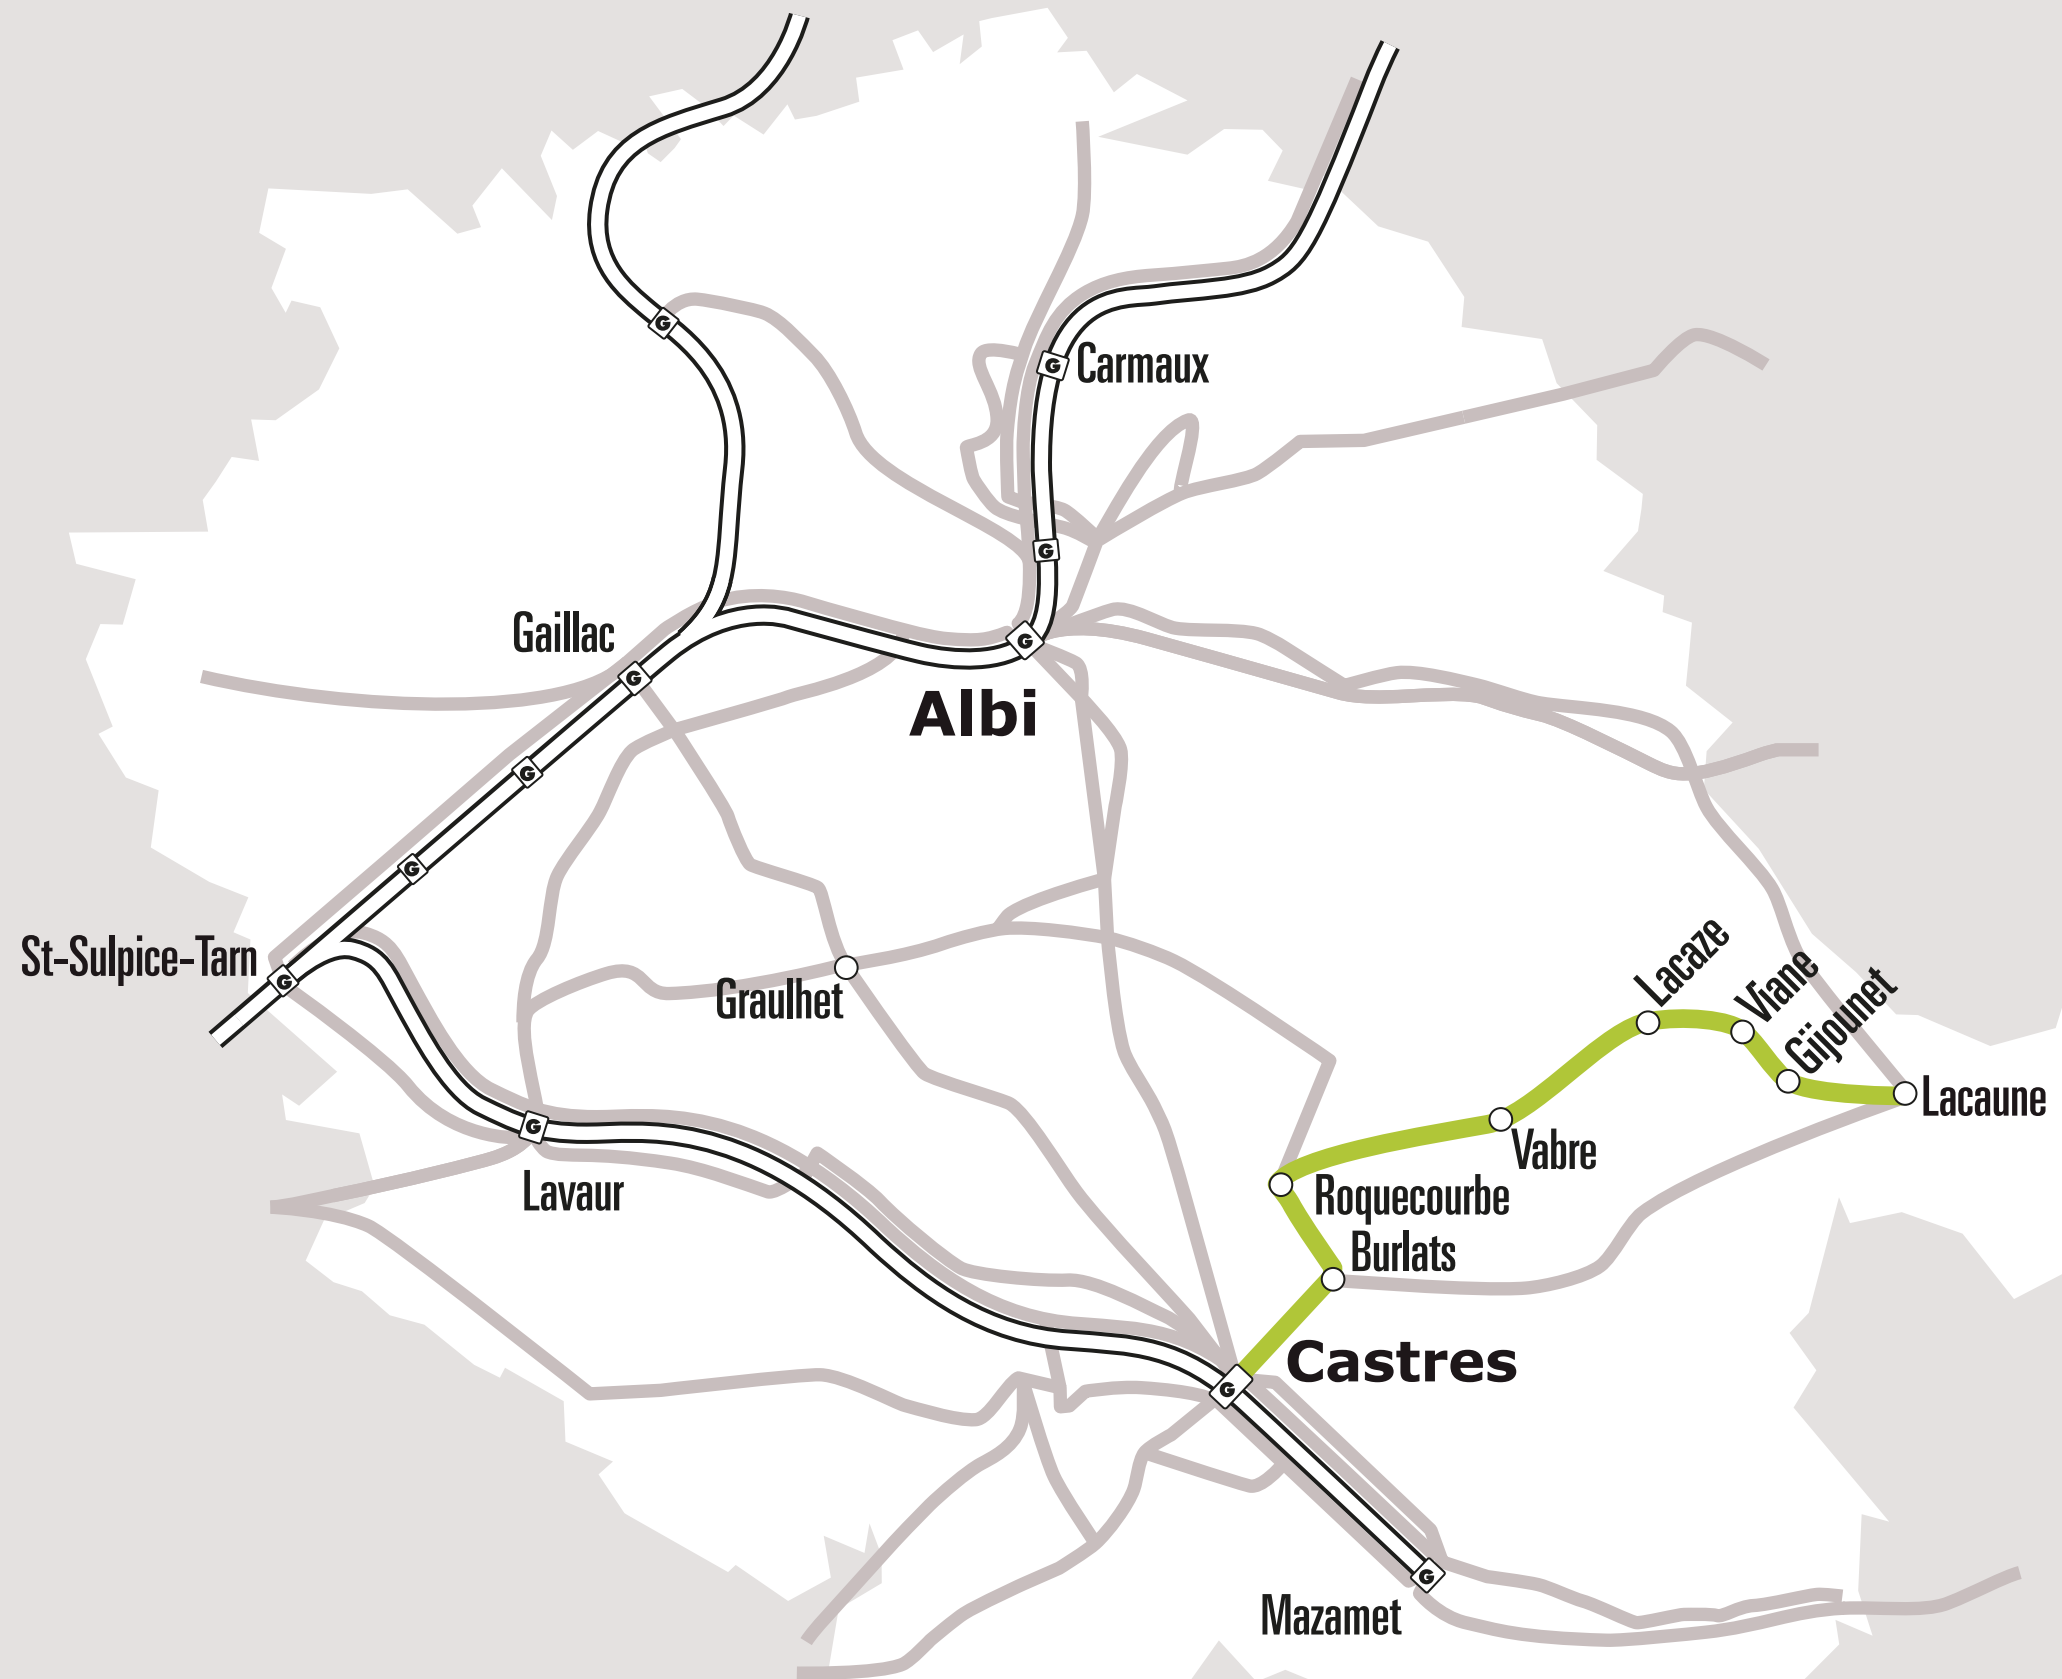 G
Carmaux
G
G
Gaillac
G
G
Albi
G
G
St-Sulpice-Tarn
G
Graulhet
Lacaze
Viane
Gijounet
Lacaune
Vabre
G
Lavaur
Roquecourbe
Burlats
Castres
G
G
Mazamet